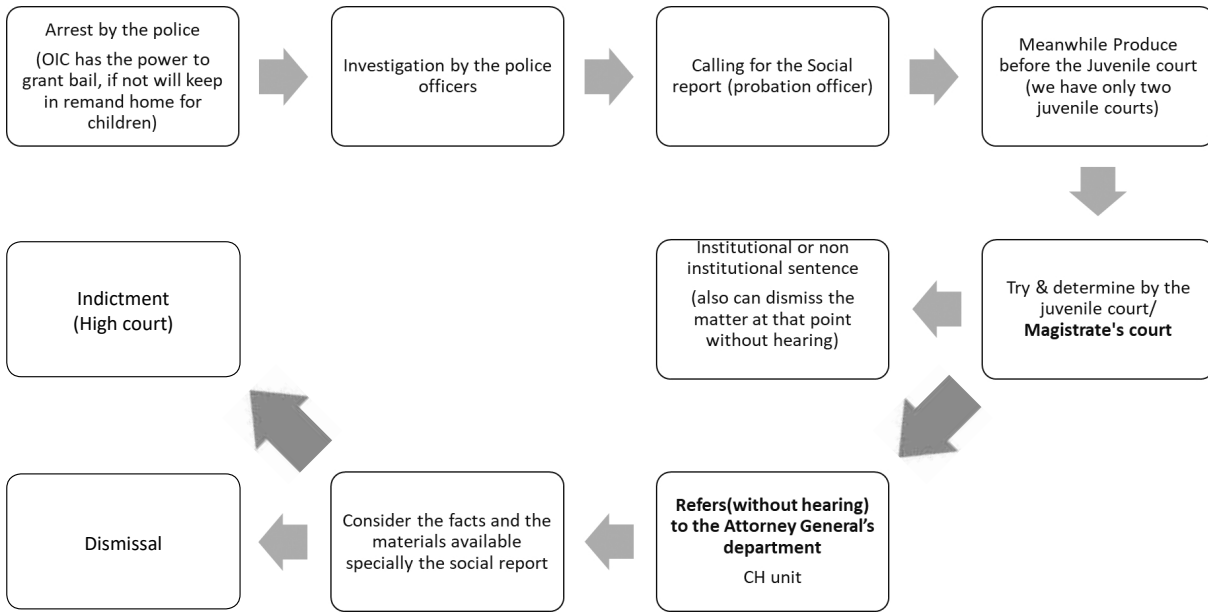 Arrest by the police
(OIC has the power to
grant bail, if not will keep
in remand home for
children)
Investigation by the police
officers
Calling for the Social
report (probation officer)
Meanwhile Produce
before the Juvenile court
(we have only two
juvenile courts)
Indictment
(High court)
Institutional or non
institutional sentence
(also can dismiss the
matter at that point
without hearing)
Try & determine by the
juvenile court/
Magistrate's court
Dismissal
Consider the facts and the
materials available
specially the social report
Refers(without hearing)
to the Attorney General’s
department
CH unit